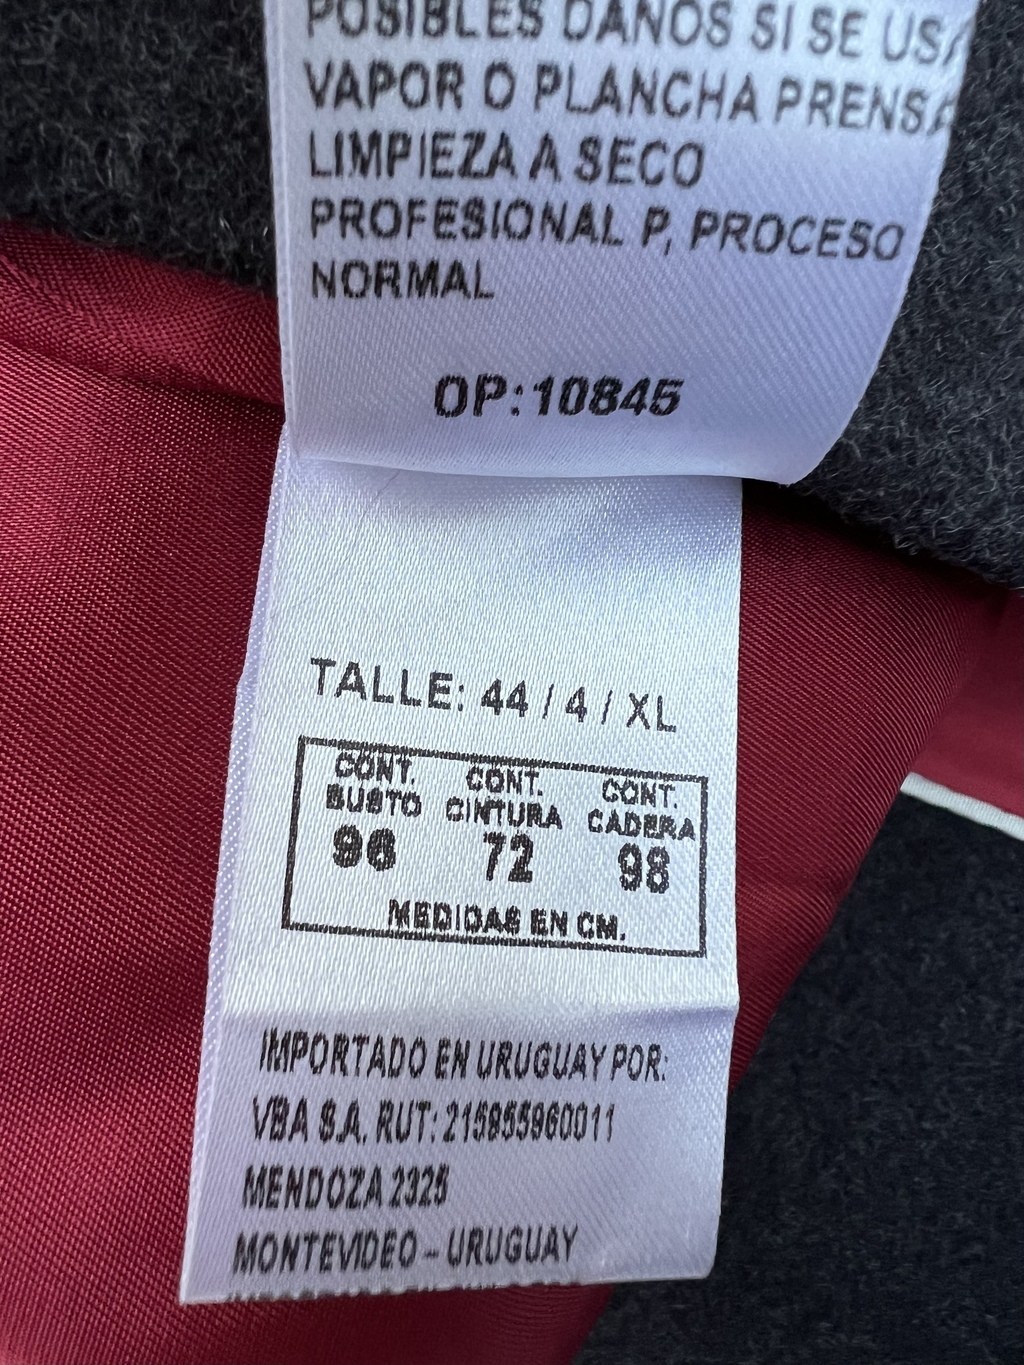 POSIBLES DAÑOS SI SE USA
VAPOR O PLANCHA PRENSA
LIMPIEZA A SECO
PROFESIONAL P, PROCESO
NORMAL
OP:10845
TALLE: 44 / 4 / XL
CONT. BUSTO CONT. CINTURA CONT. CADERA
96 72 98
MEDIDAS EN CM.
IMPORTADO EN URUGUAY POR:
VBA S.A. RUT: 215955960011
MENDOZA 2325
MONTEVIDEO - URUGUAY